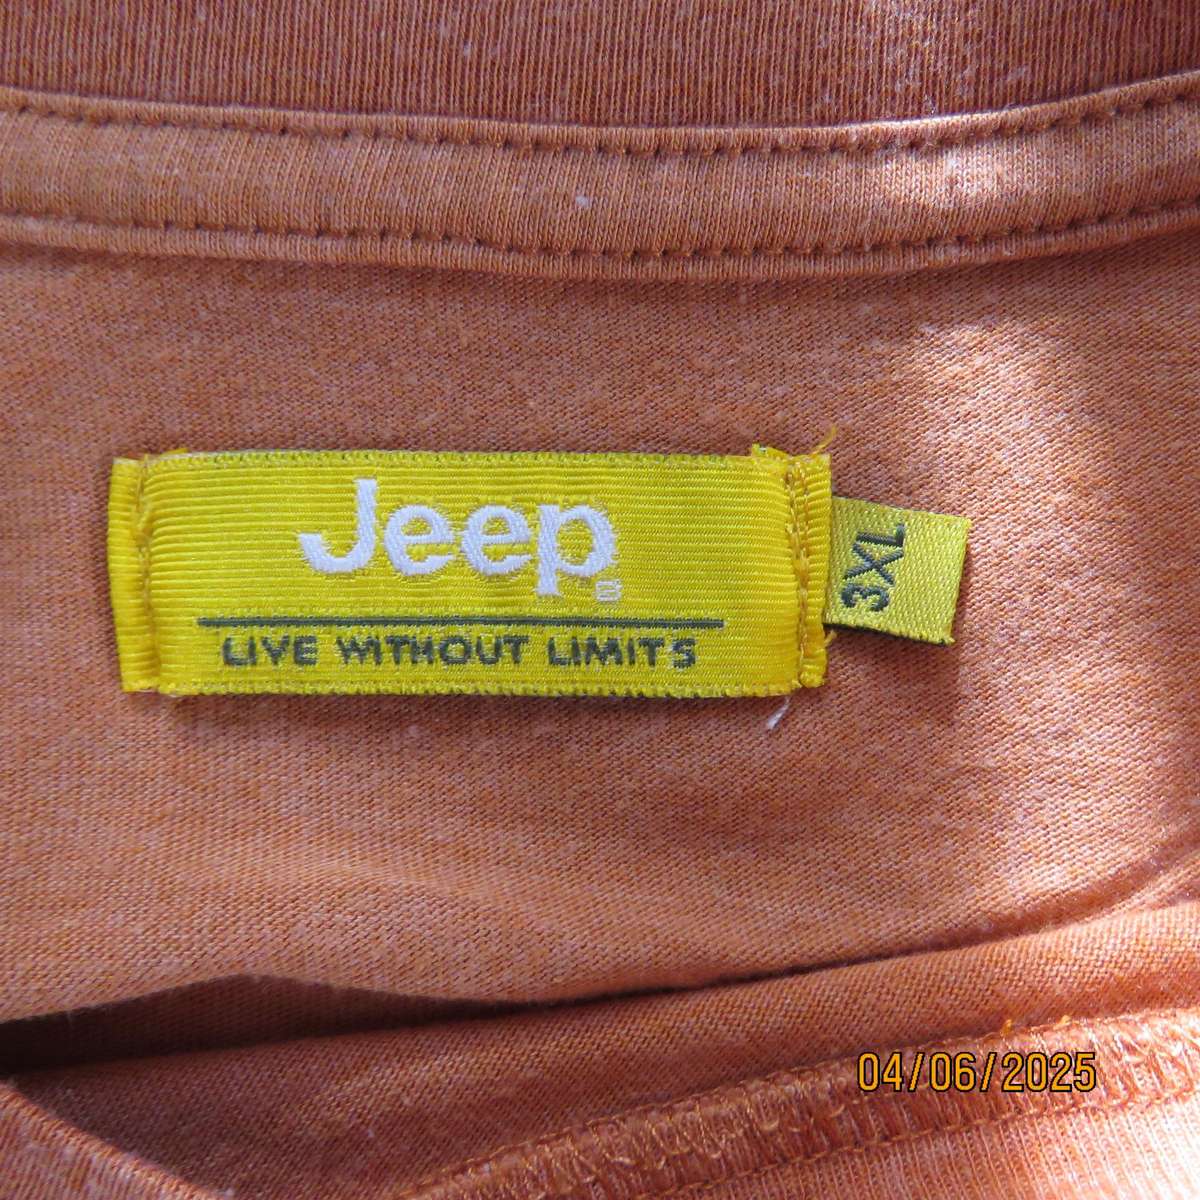 Jeep
LIVE WITHOUT LIMITS
3XL
04/06/2025